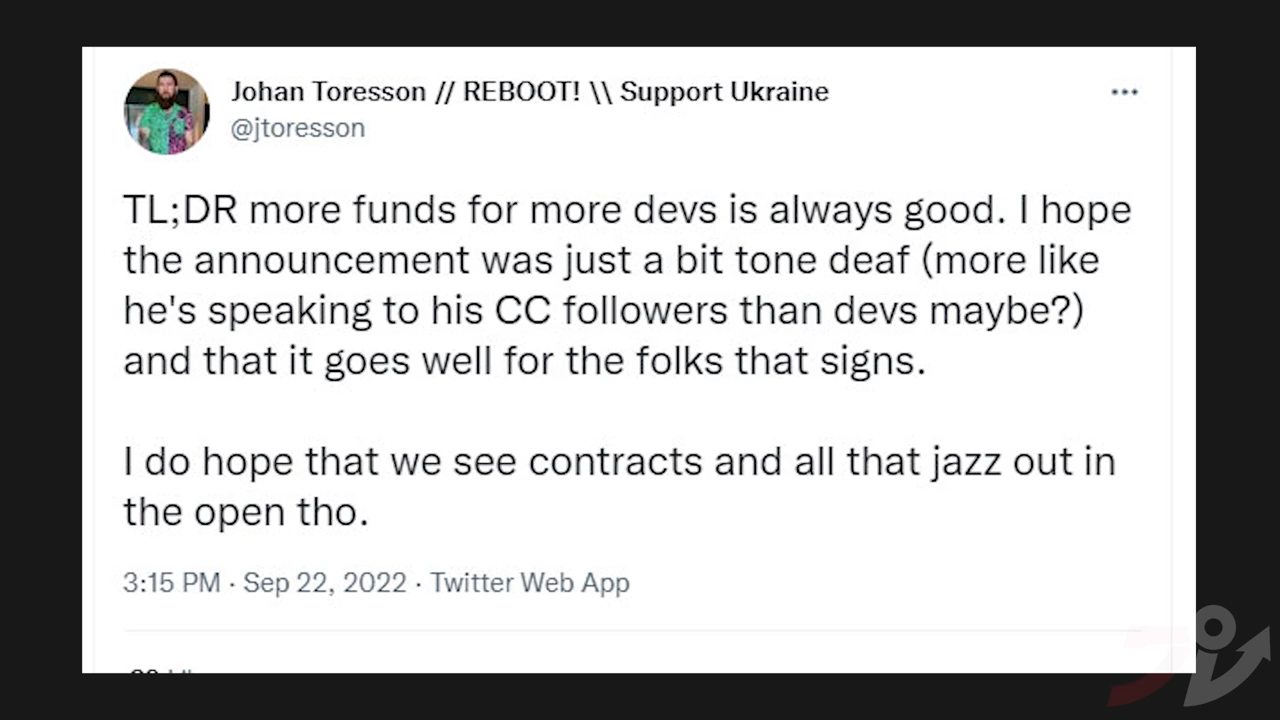 Johan Toresson // REBOOT! \\ Support Ukraine
@jtoresson
TL;DR more funds for more devs is always good. I hope
the announcement was just a bit tone deaf (more like
he's speaking to his CC followers than devs maybe?)
and that it goes well for the folks that signs.
I do hope that we see contracts and all that jazz out in
the open tho.
3:15 PM · Sep 22, 2022 · Twitter Web App